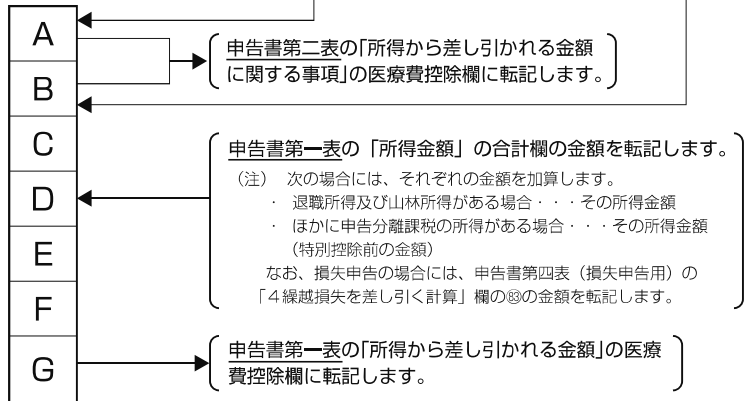 A
申告書第二表の「所得から差し引かれる金額
に関する事項」の医療費控除欄に転記します。
B
C
申告書第一表の「所得金額」の合計欄の金額を転記します。
(注) 次の場合には、それぞれの金額を加算します。
・ 退職所得及び山林所得がある場合・・・その所得金額
D
・ ほかに申告分離課税の所得がある場合・・・その所得金額
(特別控除前の金額)
E
なお、損失申告の場合には、申告書第四表(損失申告用)の
「4繰越損失を差し引く計算」欄の㊳の金額を転記します。
F
申告書第一表の「所得から差し引かれる金額」の医療
費控除欄に転記します。
G